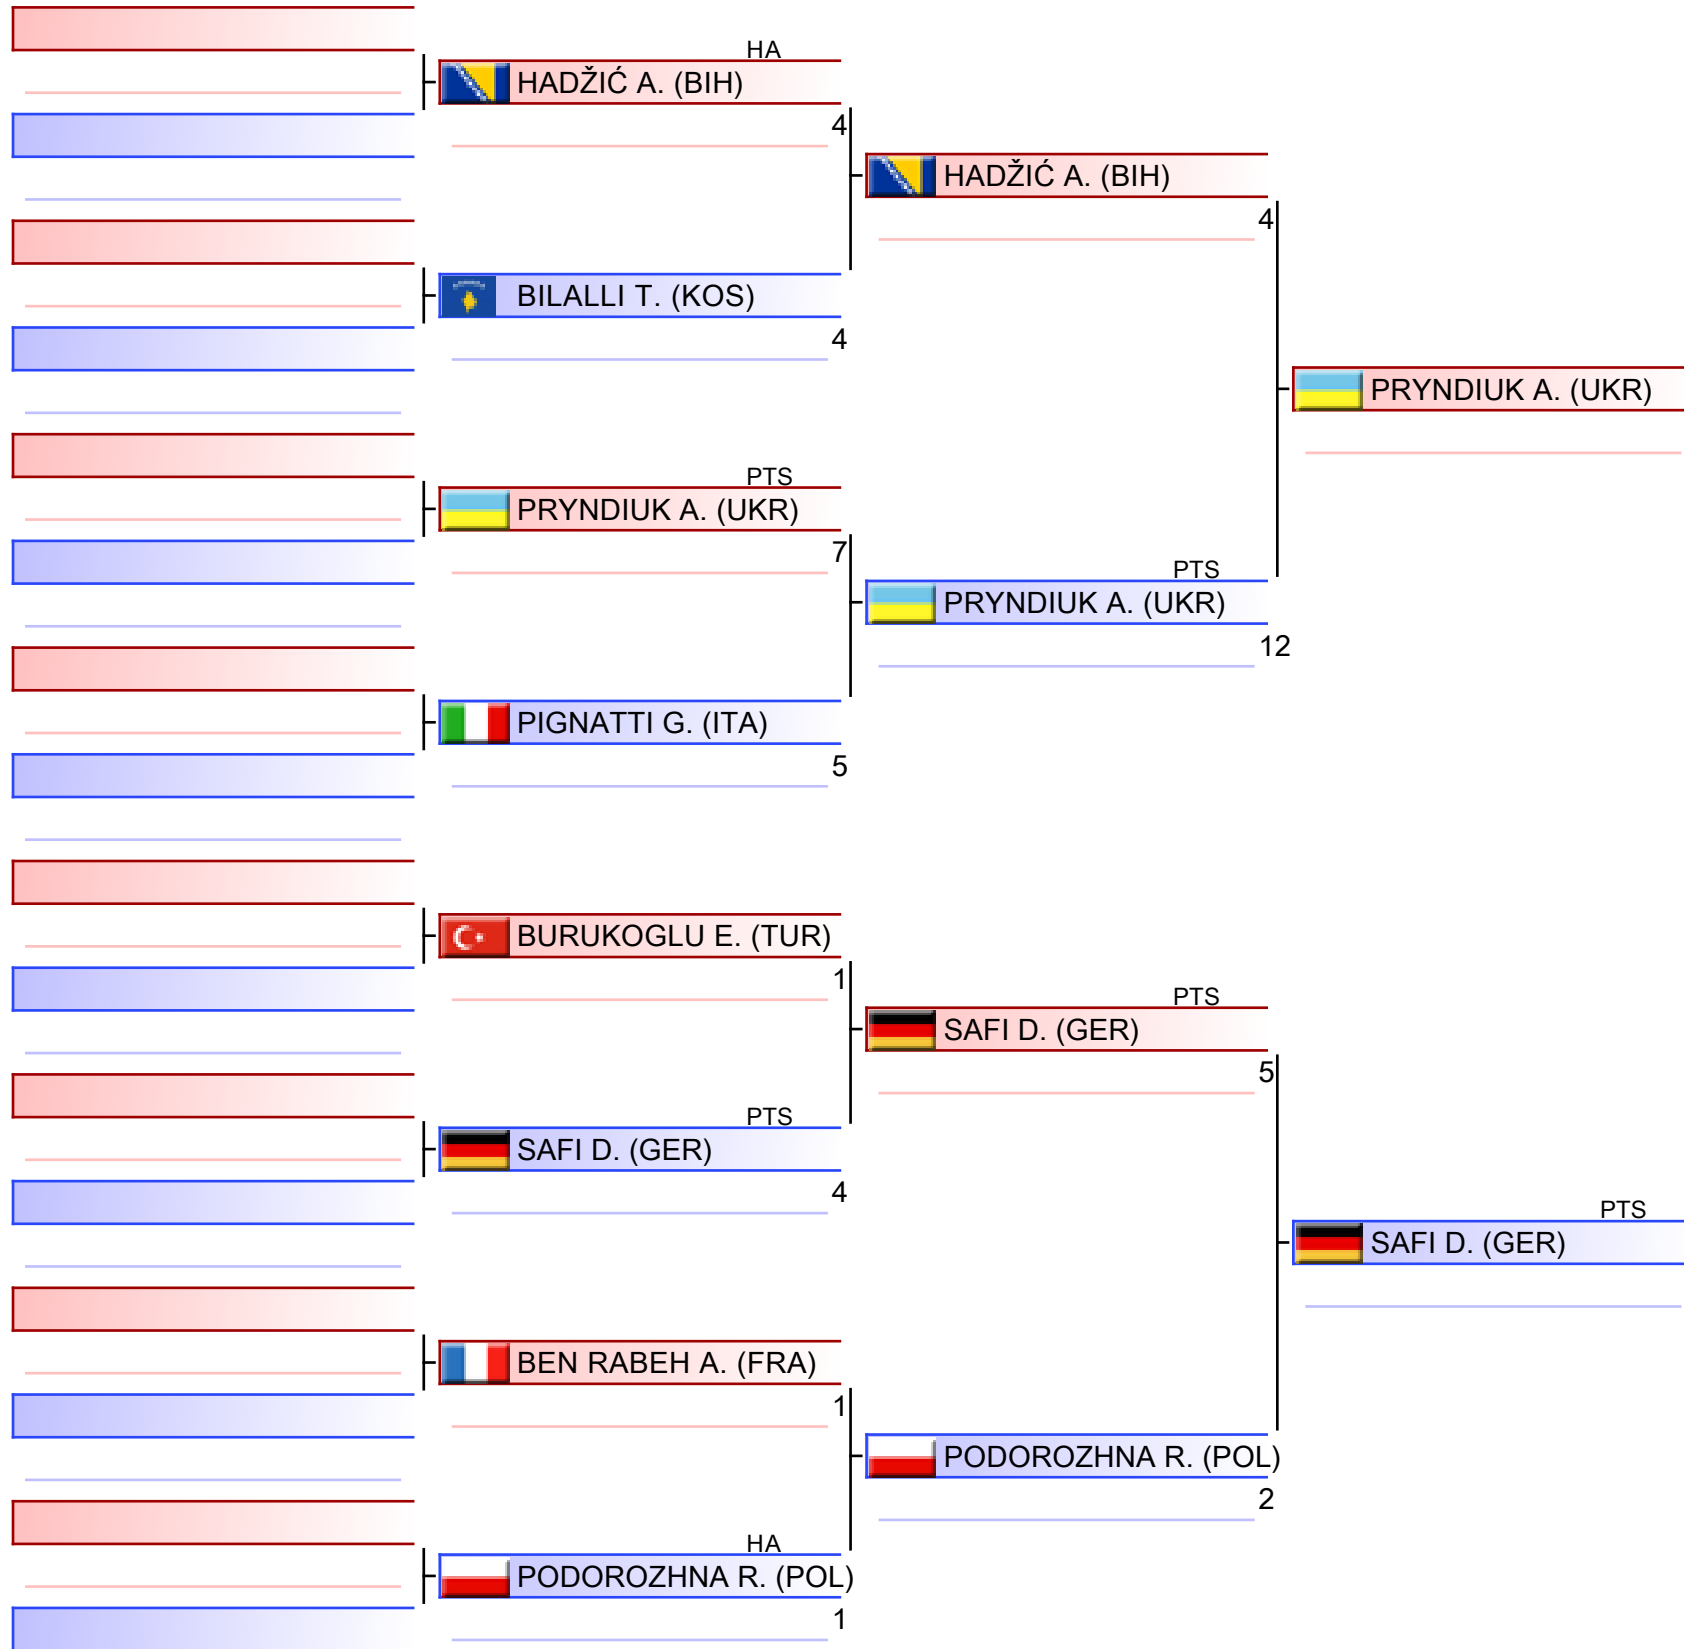 HA
HADŽIĆ A. (BIH)
4
HADŽIĆ A. (BIH)
4
BILALLI T. (KOS)
4
PRYNDIUK A. (UKR)
PTS
PRYNDIUK A. (UKR)
7
PTS
PRYNDIUK A. (UKR)
12
PIGNATTI G. (ITA)
5
BURUKOGLU E. (TUR)
1
PTS
SAFI D. (GER)
5
PTS
SAFI D. (GER)
4
PTS
SAFI D. (GER)
BEN RABEH A. (FRA)
1
PODOROZHNA R. (POL)
2
HA
PODOROZHNA R. (POL)
1